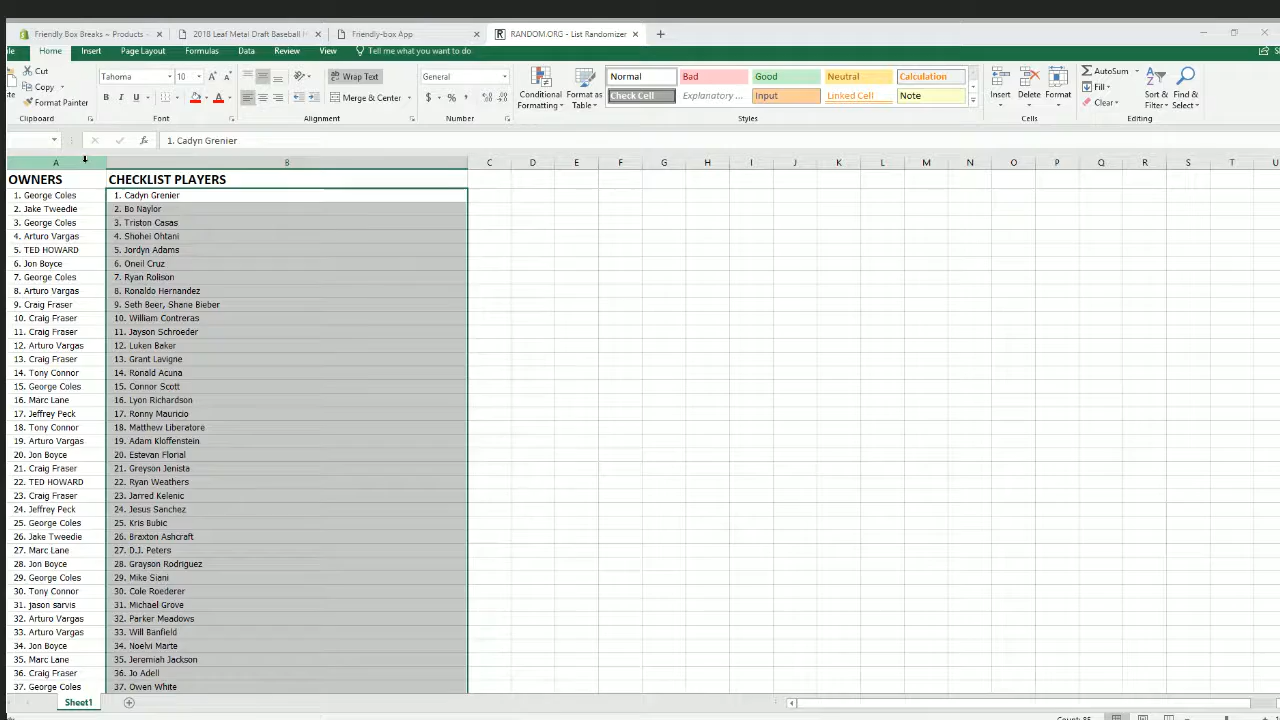 Friendly Box Breaks ~ Products ~ × 2018 Leaf Metal Draft Baseball × Friendly-box App × RANDOM.ORG - List Randomizer × +
Home Insert Page Layout Formulas Data Review View Help Tell me what you want to do
Cut Tahoma 10 Wrap Text General Normal Bad Good Neutral Calculation AutoSum
Copy Fill
Format Painter B I U Merge & Center $ % , Conditional Formatting Format as Table Check Cell Explanatory ... Input Linked Cell Note Insert Delete Format Clear Sort & Filter Find & Select
Clipboard Font Alignment Number Styles Cells Editing
fx 1. Cadyn Grenier
A B C D E F G H I J K L M N O P Q R S T U
OWNERS CHECKLIST PLAYERS
1. George Coles 1. Cadyn Grenier
2. Jake Tweedie 2. Bo Naylor
3. George Coles 3. Triston Casas
4. Arturo Vargas 4. Shohei Ohtani
5. TED HOWARD 5. Jordyn Adams
6. Jon Boyce 6. Oneil Cruz
7. George Coles 7. Ryan Rolison
8. Arturo Vargas 8. Ronaldo Hernandez
9. Craig Fraser 9. Seth Beer, Shane Bieber
10. Craig Fraser 10. William Contreras
11. Craig Fraser 11. Jayson Schroeder
12. Arturo Vargas 12. Luken Baker
13. Craig Fraser 13. Grant Lavigne
14. Tony Connor 14. Ronald Acuna
15. George Coles 15. Connor Scott
16. Marc Lane 16. Lyon Richardson
17. Jeffrey Peck 17. Ronny Mauricio
18. Tony Connor 18. Matthew Liberatore
19. Arturo Vargas 19. Adam Kloffenstein
20. Jon Boyce 20. Estevan Florial
21. Craig Fraser 21. Greyson Jenista
22. TED HOWARD 22. Ryan Weathers
23. Craig Fraser 23. Jarred Kelenic
24. Jeffrey Peck 24. Jesus Sanchez
25. George Coles 25. Kris Bubic
26. Jake Tweedie 26. Braxton Ashcraft
27. Marc Lane 27. D.J. Peters
28. Jon Boyce 28. Grayson Rodriguez
29. George Coles 29. Mike Siani
30. Tony Connor 30. Cole Roederer
31. jason sarvis 31. Michael Grove
32. Arturo Vargas 32. Parker Meadows
33. Arturo Vargas 33. Will Banfield
34. Jon Boyce 34. Noelvi Marte
35. Marc Lane 35. Jeremiah Jackson
36. Craig Fraser 36. Jo Adell
37. George Coles 37. Owen White
Sheet1